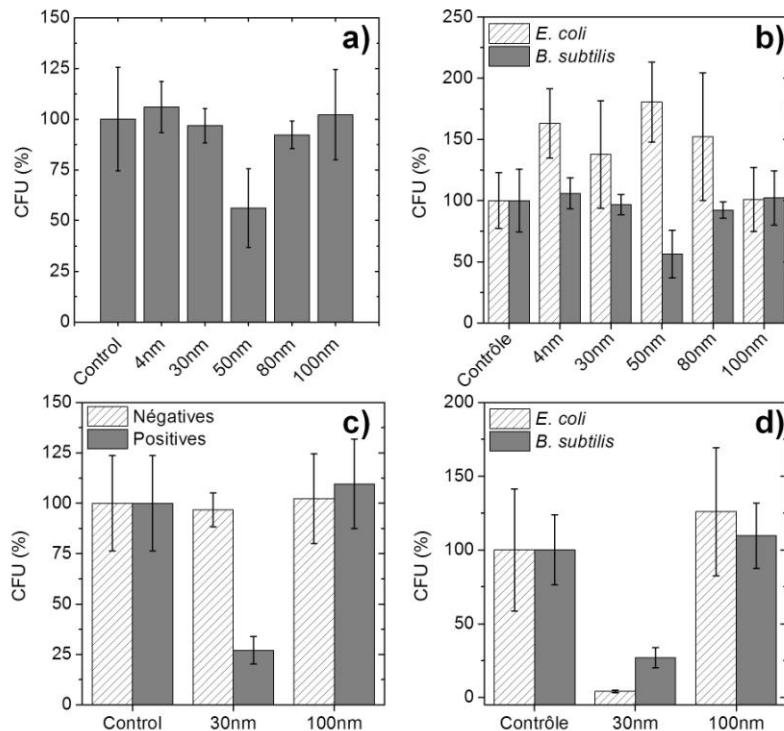 a)
150
125
100
75
50
25
0
CFU (%)
Control
4nm
30nm
50nm
80nm
100nm
b)
E. coli
B. subtilis
250
200
150
100
50
0
CFU (%)
Contrôle
4nm
30nm
50nm
80nm
100nm
c)
Négatives
Positives
150
125
100
75
50
25
0
CFU (%)
Control
30nm
100nm
d)
E. coli
B. subtilis
200
150
100
50
0
CFU (%)
Contrôle
30nm
100nm